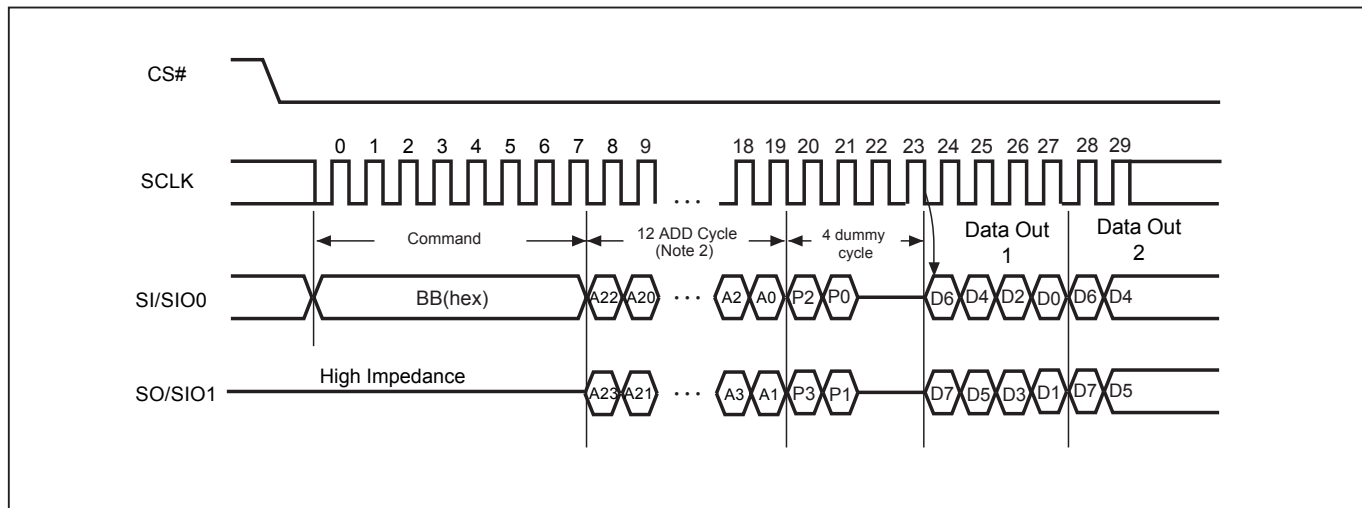 CS#
0 1 2 3 4 5 6 7 8 9 18 19 20 21 22 23 24 25 26 27 28 29
SCLK
...
Command
12 ADD Cycle
(Note 2)
4 dummy
cycle
Data Out
1
Data Out
2
SI/SIO0
BB(hex)
A22 A20 ... A2 A0 P2 P0 D6 D4 D2 D0 D6 D4
High Impedance
SO/SIO1
A23 A21 ... A3 A1 P3 P1 D7 D5 D3 D1 D7 D5